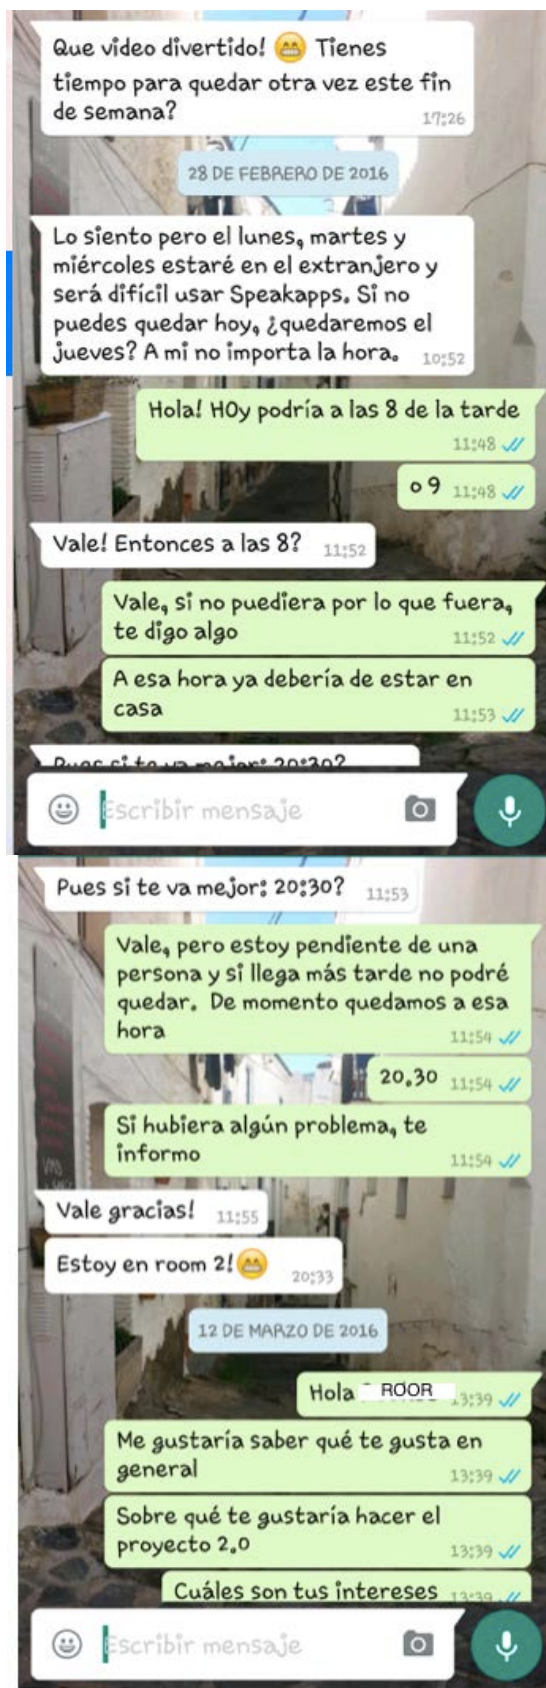 Que video divertido! 😁 Tienes
tiempo para quedar otra vez este fin
de semana?
17:26
28 DE FEBRERO DE 2016
Lo siento pero el lunes, martes y
miércoles estaré en el extranjero y
será difícil usar Speakapps. Si no
puedes quedar hoy, ¿quedaremos el
jueves? A mi no importa la hora. 10:52
Hola! HOy podría a las 8 de la tarde
11:48
o 9 11:48
Vale! Entonces a las 8? 11:52
Vale, si no puediera por lo que fuera,
te digo algo 11:52
A esa hora ya debería de estar en
casa 11:53
Pues si te va mejor: 20:30?
Escribir mensaje
Pues si te va mejor: 20:30? 11:53
Vale, pero estoy pendiente de una
persona y si llega más tarde no podré
quedar. De momento quedamos a esa
hora 11:54
20.30 11:54
Si hubiera algún problema, te
informo 11:54
Vale gracias! 11:55
Estoy en room 2!😁 20:33
12 DE MARZO DE 2016
Hola ROOR 13:39
Me gustaría saber qué te gusta en
general 13:39
Sobre qué te gustaría hacer el
proyecto 2.0 13:39
Cuáles son tus intereses 13:39
Escribir mensaje